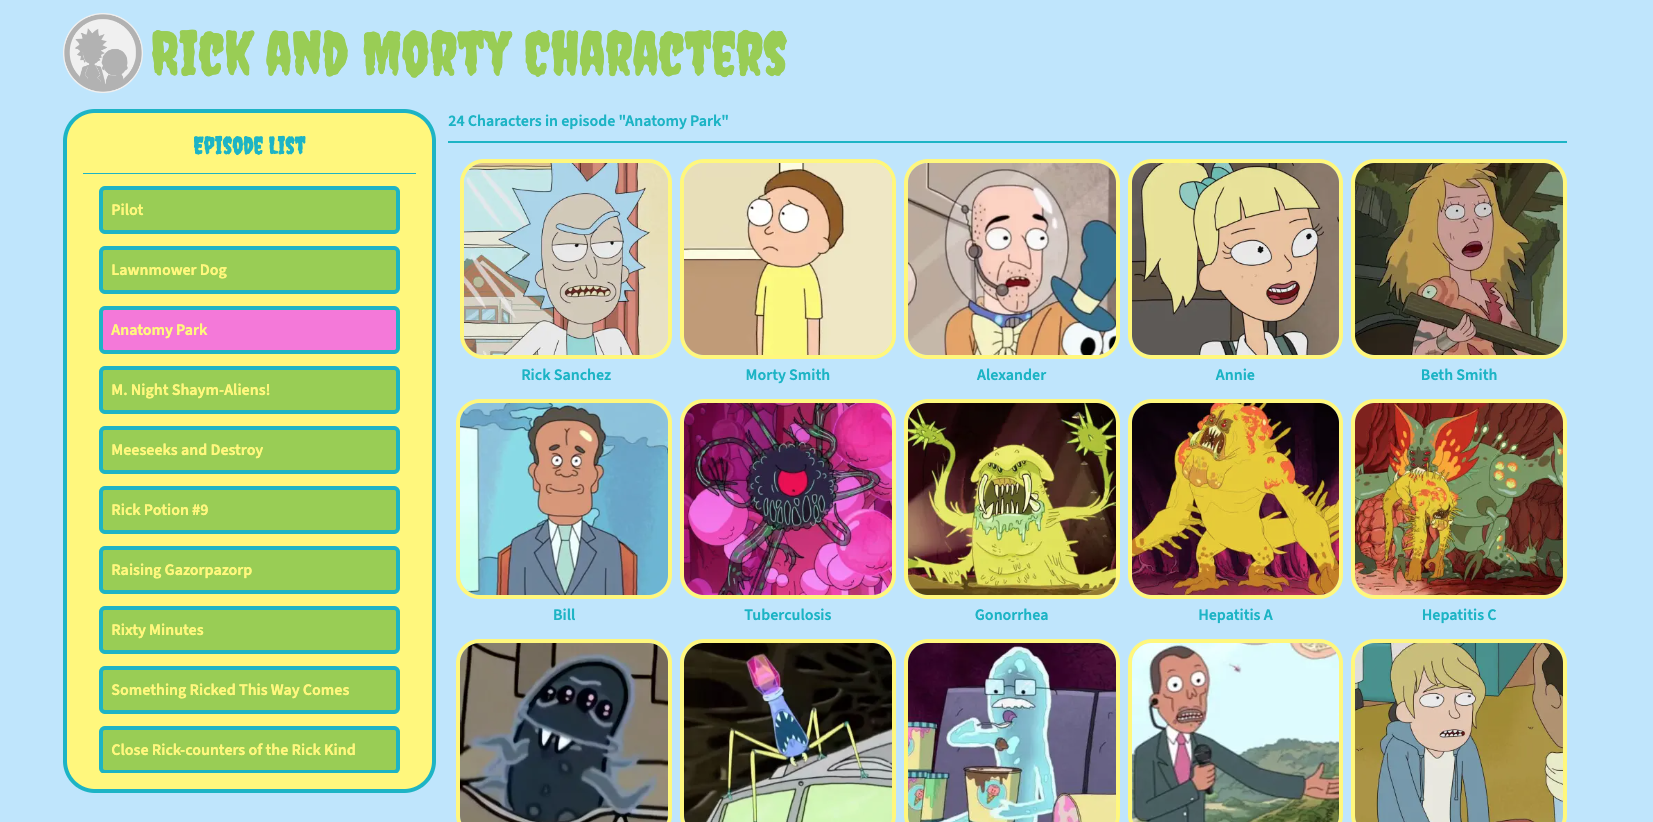 RICK AND MORTY CHARACTERS
EPISODE LIST
Pilot
Lawnmower Dog
Anatomy Park
M. Night Shaym-Aliens!
Meeseeks and Destroy
Rick Potion #9
Raising Gazorpazorp
Rixty Minutes
Something Ricked This Way Comes
Close Rick-counters of the Rick Kind
24 Characters in episode "Anatomy Park"
Rick Sanchez
Morty Smith
Alexander
Annie
Beth Smith
Bill
Tuberculosis
Gonorrhea
Hepatitis A
Hepatitis C